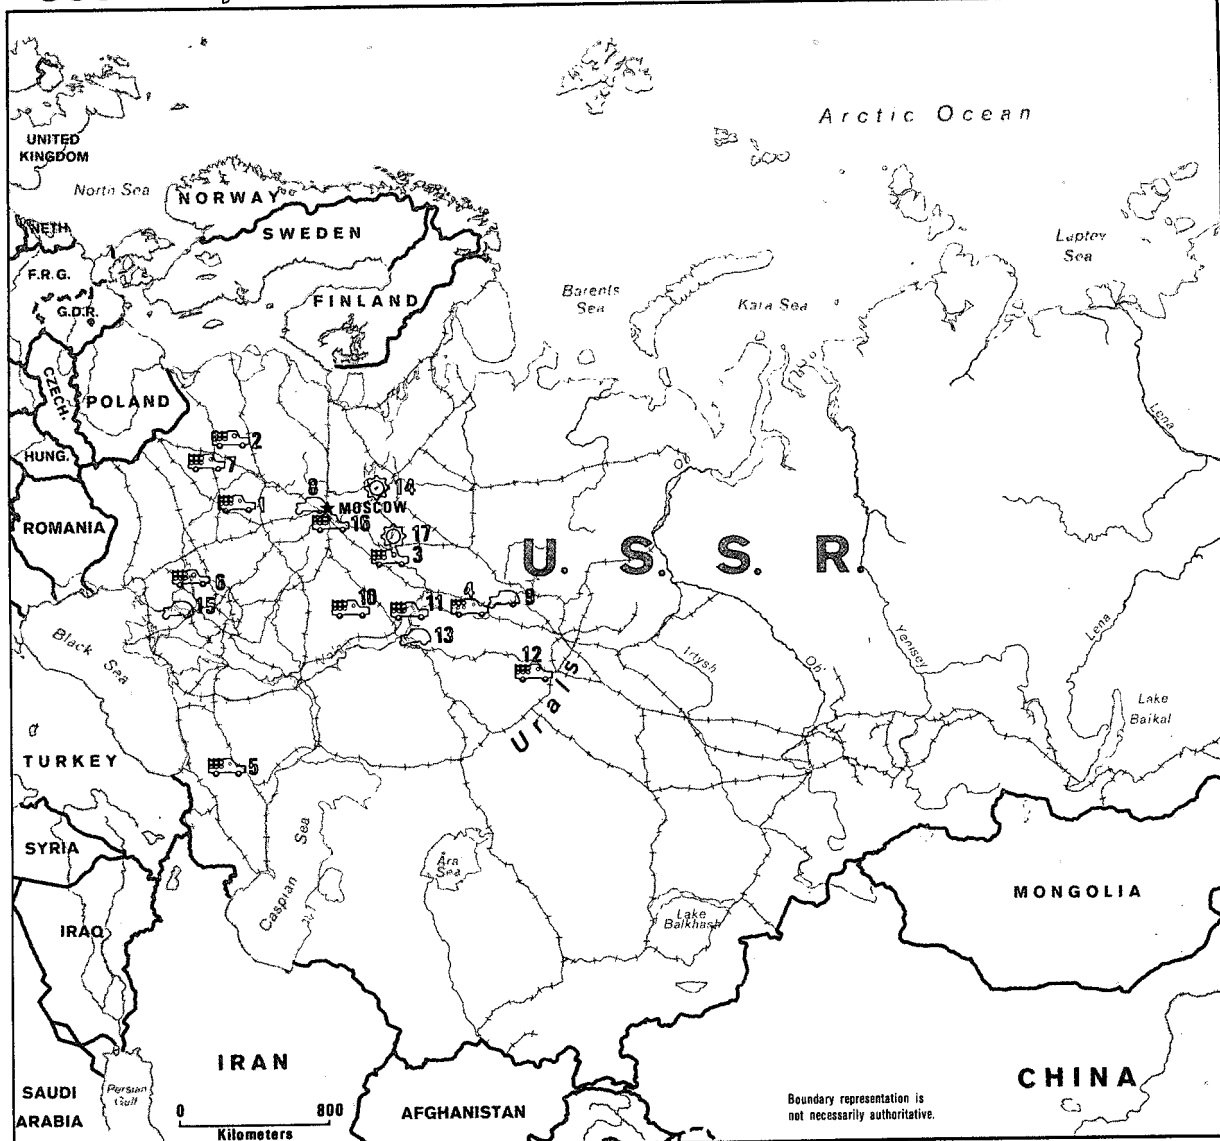 Arctic Ocean
UNITED
KINGDOM
North Sea
NORWAY
SWEDEN
NETH
Laptev
Sea
F.R.G.
G.D.R.
FINLAND
Barents
Sea
Kara Sea
CZECH.
POLAND
Lena
2
7
HUNG.
Ob
8
14
1
MOSCOW
16
ROMANIA
17
3
U. S. S. R.
6
15
10
11
4
9
13
Black Sea
12
Irtysh
Ob'
Yenisey
Lena
Urals
Lake
Baikal
TURKEY
5
SYRIA
Caspian Sea
Ara
Sea
IRAQ
Lake
Balkhash
MONGOLIA
IRAN
CHINA
SAUDI
ARABIA
Persian
Gulf
0 800
Kilometers
AFGHANISTAN
Boundary representation is
not necessarily authoritative.